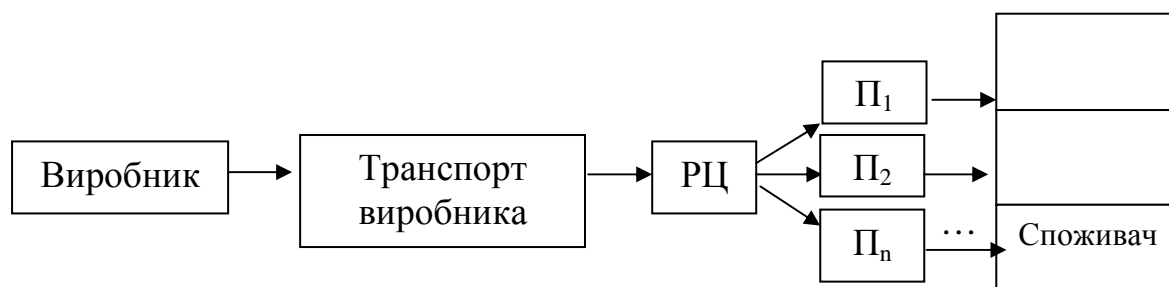 Виробник
Транспорт
виробника
РЦ
П₁
П₂
Пₙ
…
Споживач